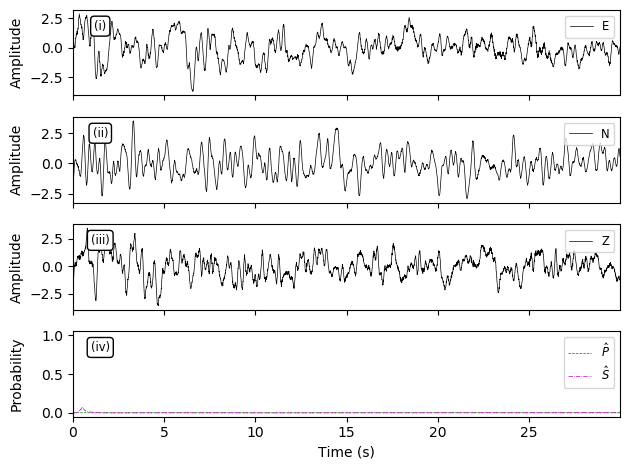 2.5
0.0
−2.5
Amplitude
(i)
E
2.5
0.0
−2.5
Amplitude
(ii)
N
2.5
0.0
−2.5
Amplitude
(iii)
Z
1.0
0.5
0.0
Probability
(iv)
P̂
Ŝ
0 5 10 15 20 25
Time (s)